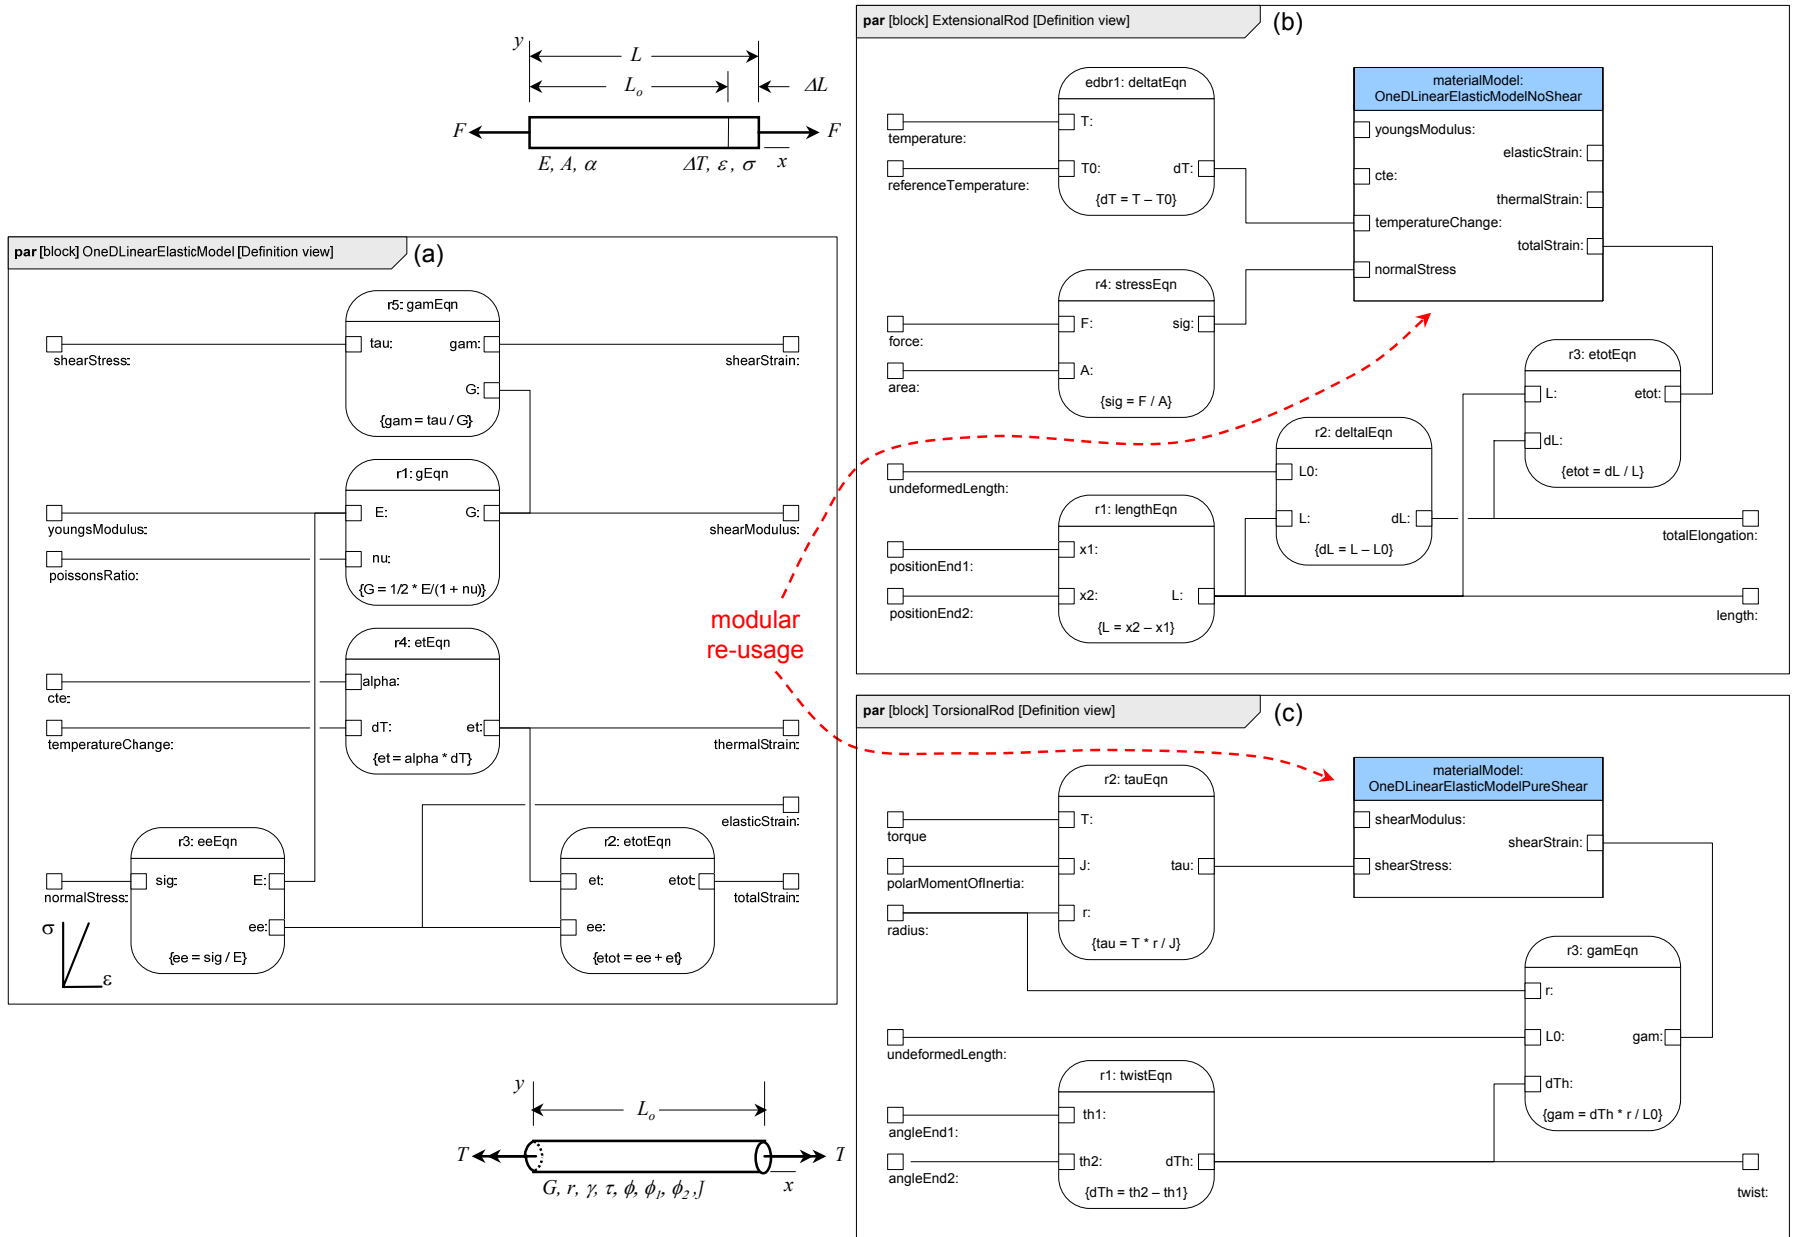 y
L
Lo
ΔL
F
F
E, A, α
ΔT, ε, σ
x
par [block] OneDLinearElasticModel [Definition view]
(a)
r5: gamEqn
tau:
gam:
G:
{gam = tau / G}
shearStress:
shearStrain:
r1: gEqn
E:
G:
nu:
{G = 1/2 * E/(1 + nu)}
youngsModulus:
shearModulus:
poissonsRatio:
r4: etEqn
alpha:
dT:
et:
{et = alpha * dT}
cte:
temperatureChange:
thermalStrain:
elasticStrain:
r3: eeEqn
sig:
E:
ee:
{ee = sig / E}
normalStress:
σ
ε
r2: etotEqn
et:
etot:
ee:
{etot = ee + et}
totalStrain:
par [block] ExtensionalRod [Definition view]
(b)
edbr1: deltatEqn
T:
T0:
dT:
{dT = T – T0}
temperature:
referenceTemperature:
materialModel:
OneDLinearElasticModelNoShear
youngsModulus:
elasticStrain:
cte:
thermalStrain:
temperatureChange:
totalStrain:
normalStress
r4: stressEqn
F:
sig:
A:
{sig = F / A}
force:
area:
r3: etotEqn
L:
etot:
dL:
{etot = dL / L}
r2: deltalEqn
L0:
L:
dL:
{dL = L – L0}
undeformedLength:
r1: lengthEqn
x1:
x2:
L:
{L = x2 – x1}
positionEnd1:
positionEnd2:
totalElongation:
length:
modular
re-usage
par [block] TorsionalRod [Definition view]
(c)
r2: tauEqn
T:
J:
tau:
r:
{tau = T * r / J}
torque
polarMomentOfInertia:
radius:
materialModel:
OneDLinearElasticModelPureShear
shearModulus:
shearStrain:
shearStress:
r3: gamEqn
r:
L0:
gam:
dTh:
{gam = dTh * r / L0}
undeformedLength:
r1: twistEqn
th1:
th2:
dTh:
{dTh = th2 – th1}
angleEnd1:
angleEnd2:
twist:
y
Lo
T
T
G, r, γ, τ, ϕ, ϕ1, ϕ2 ,J
x